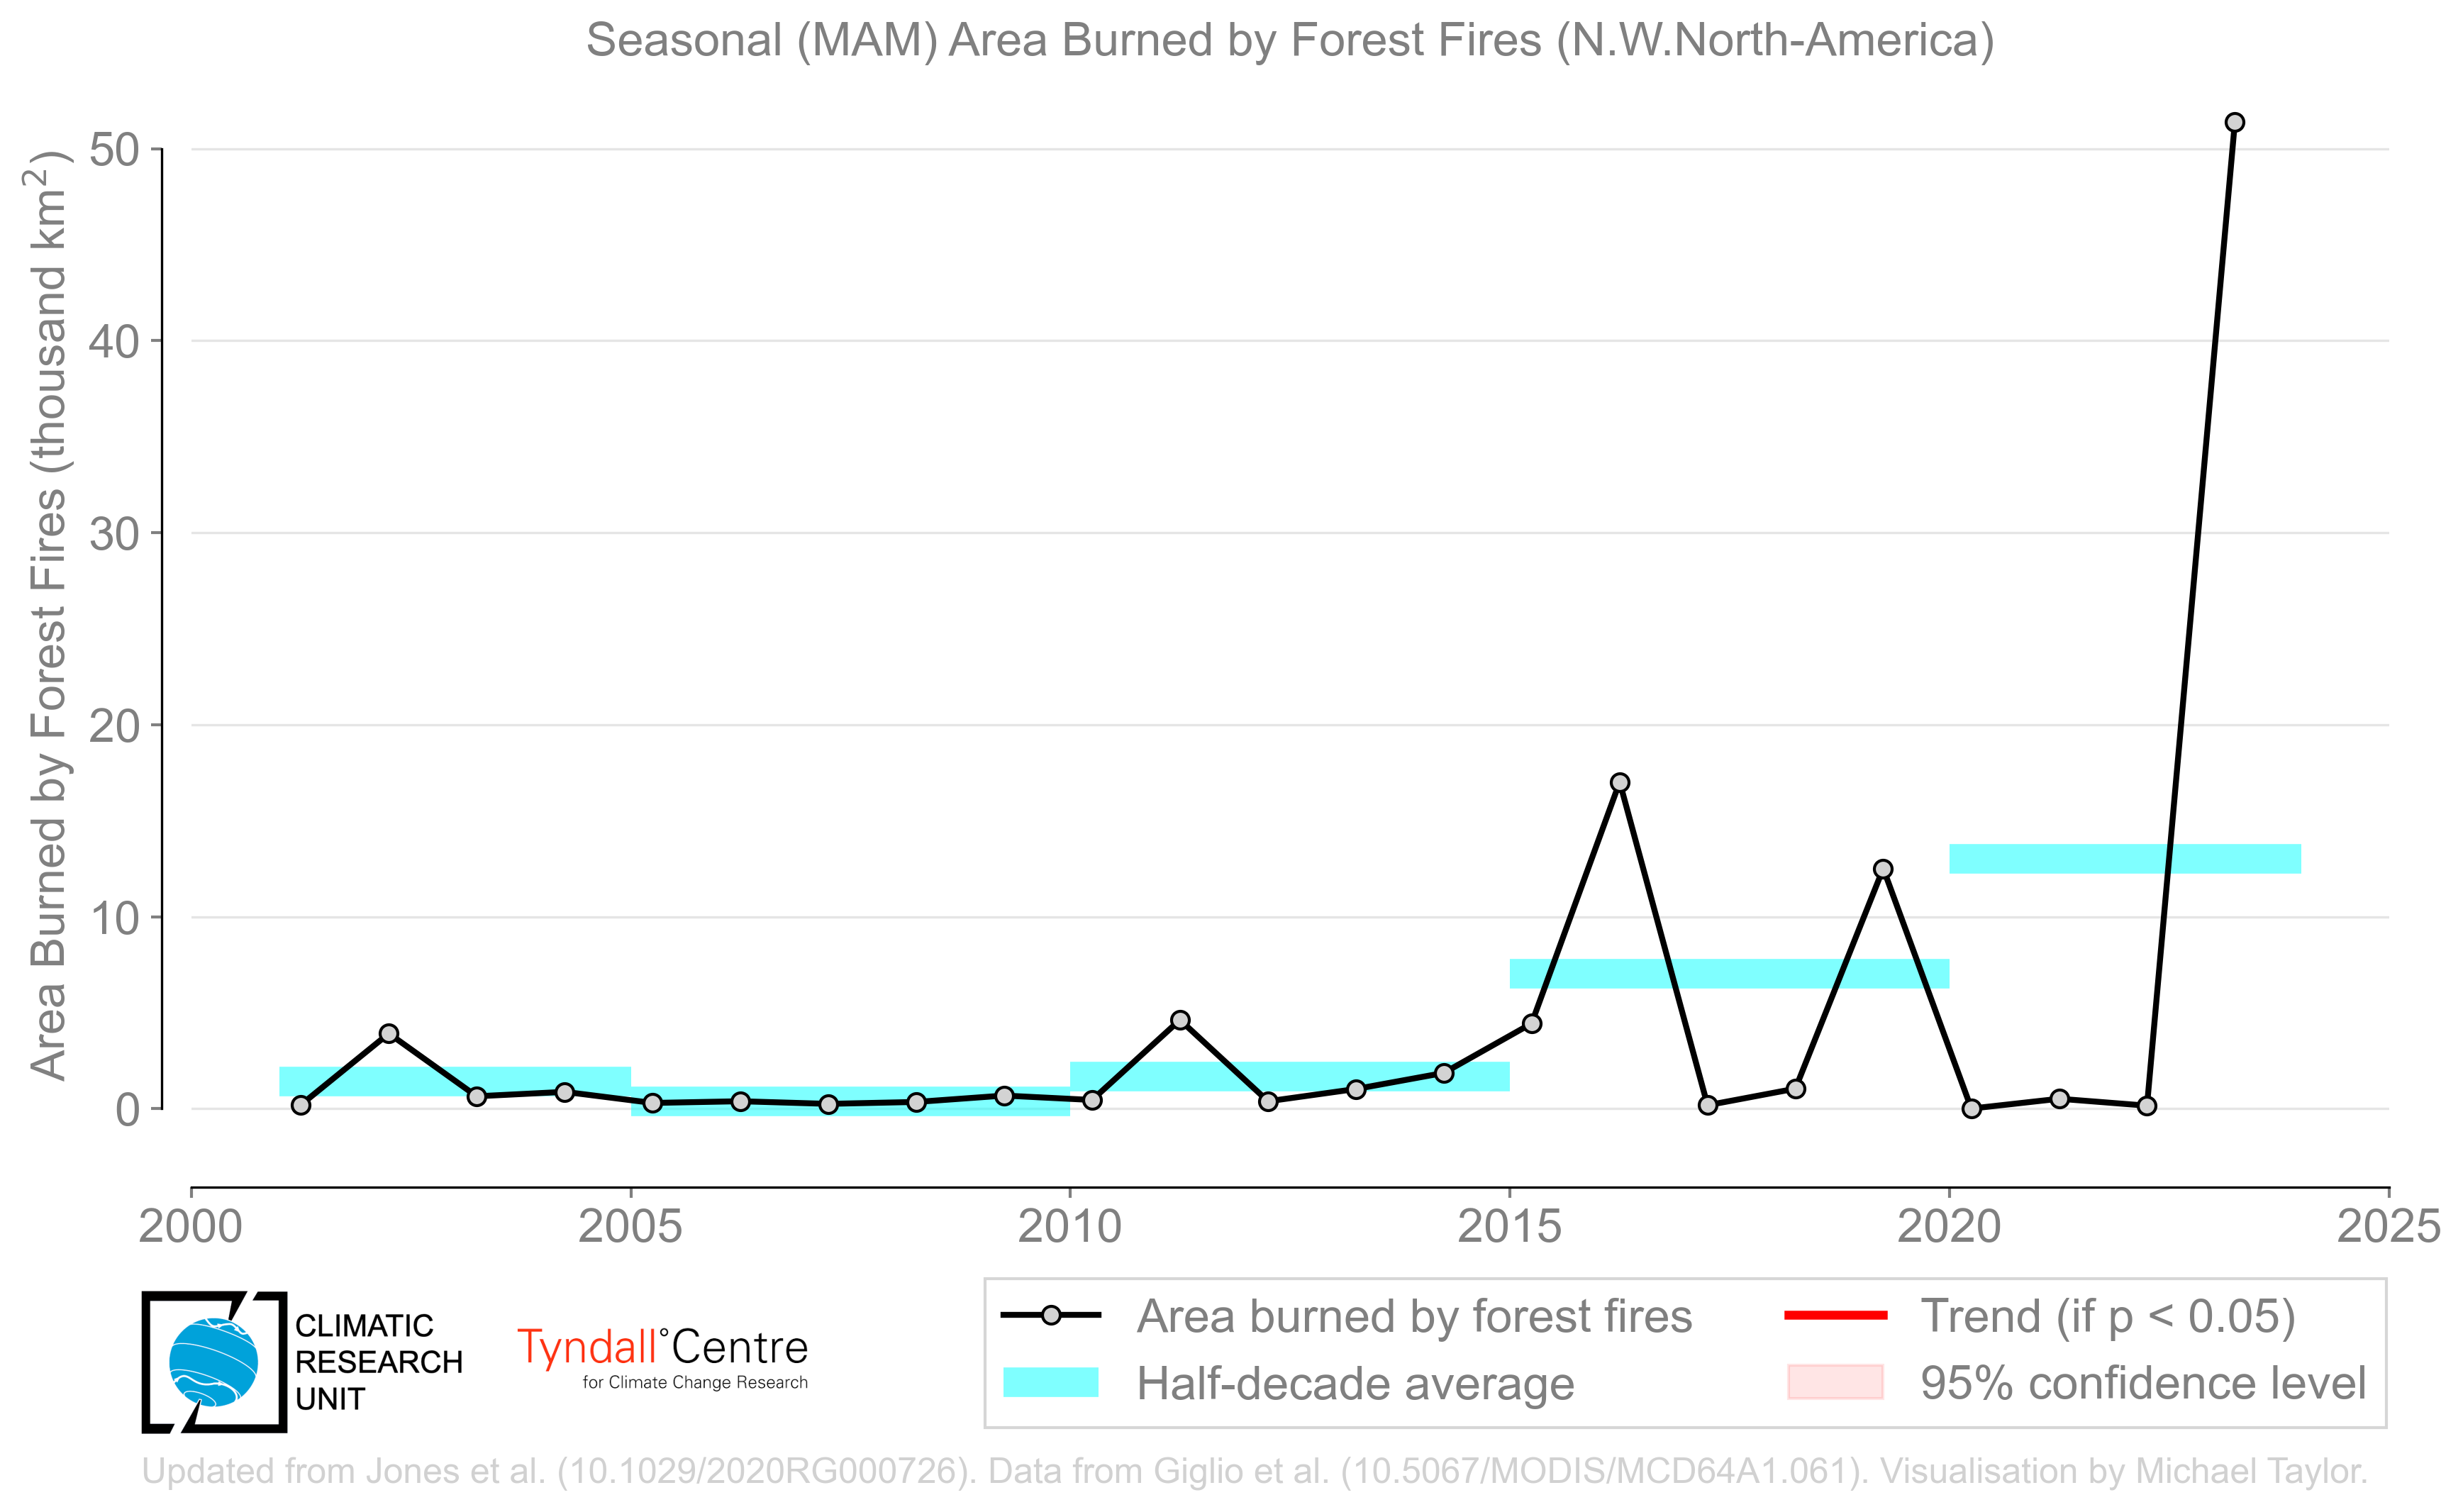 Seasonal (MAM) Area Burned by Forest Fires (N.W.North-America)
Area Burned by Forest Fires (thousand km²)
50
40
30
20
10
0
2000 2005 2010 2015 2020 2025
CLIMATIC
RESEARCH
UNIT
Tyndall°Centre
for Climate Change Research
Area burned by forest fires
Half-decade average
Trend (if p < 0.05)
95% confidence level
Updated from Jones et al. (10.1029/2020RG000726). Data from Giglio et al. (10.5067/MODIS/MCD64A1.061). Visualisation by Michael Taylor.